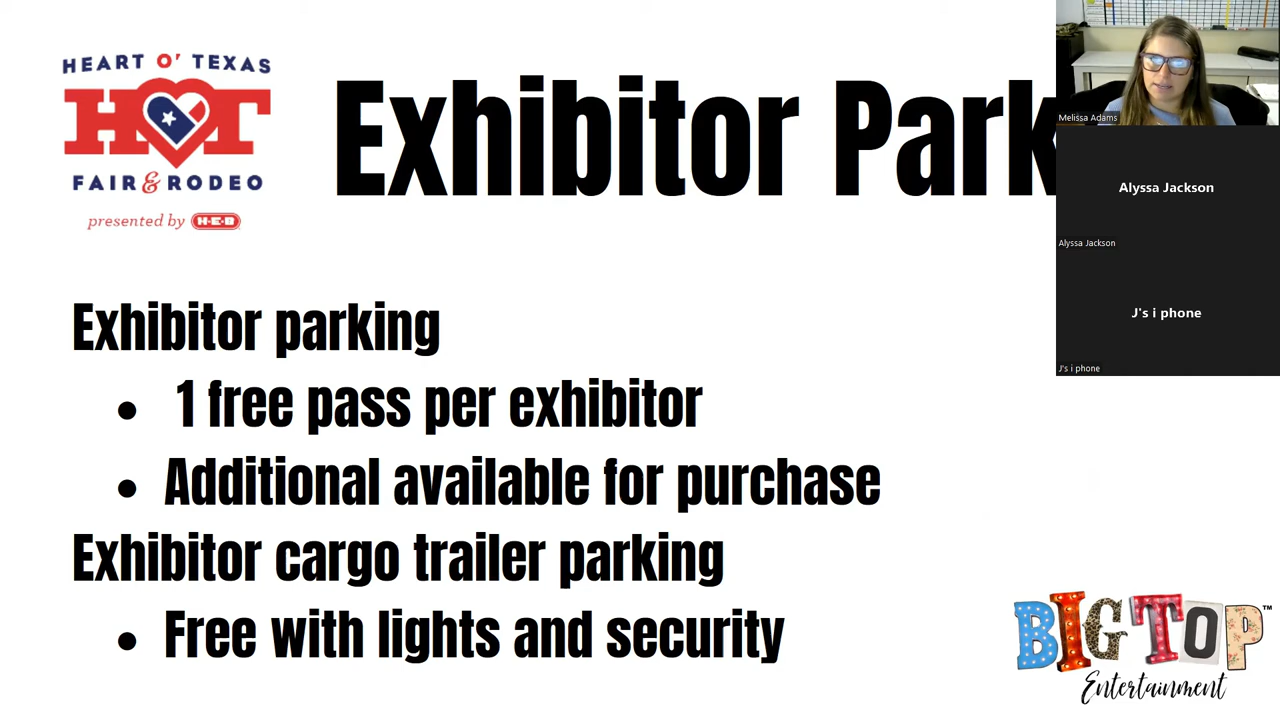 HEART O' TEXAS
HOT
FAIR & RODEO
presented by H-E-B
Exhibitor Park
Melissa Adams
Alyssa Jackson
Alyssa Jackson
J's i phone
J's i phone
Exhibitor parking
• 1 free pass per exhibitor
• Additional available for purchase
Exhibitor cargo trailer parking
• Free with lights and security
BIG TOP™
Entertainment